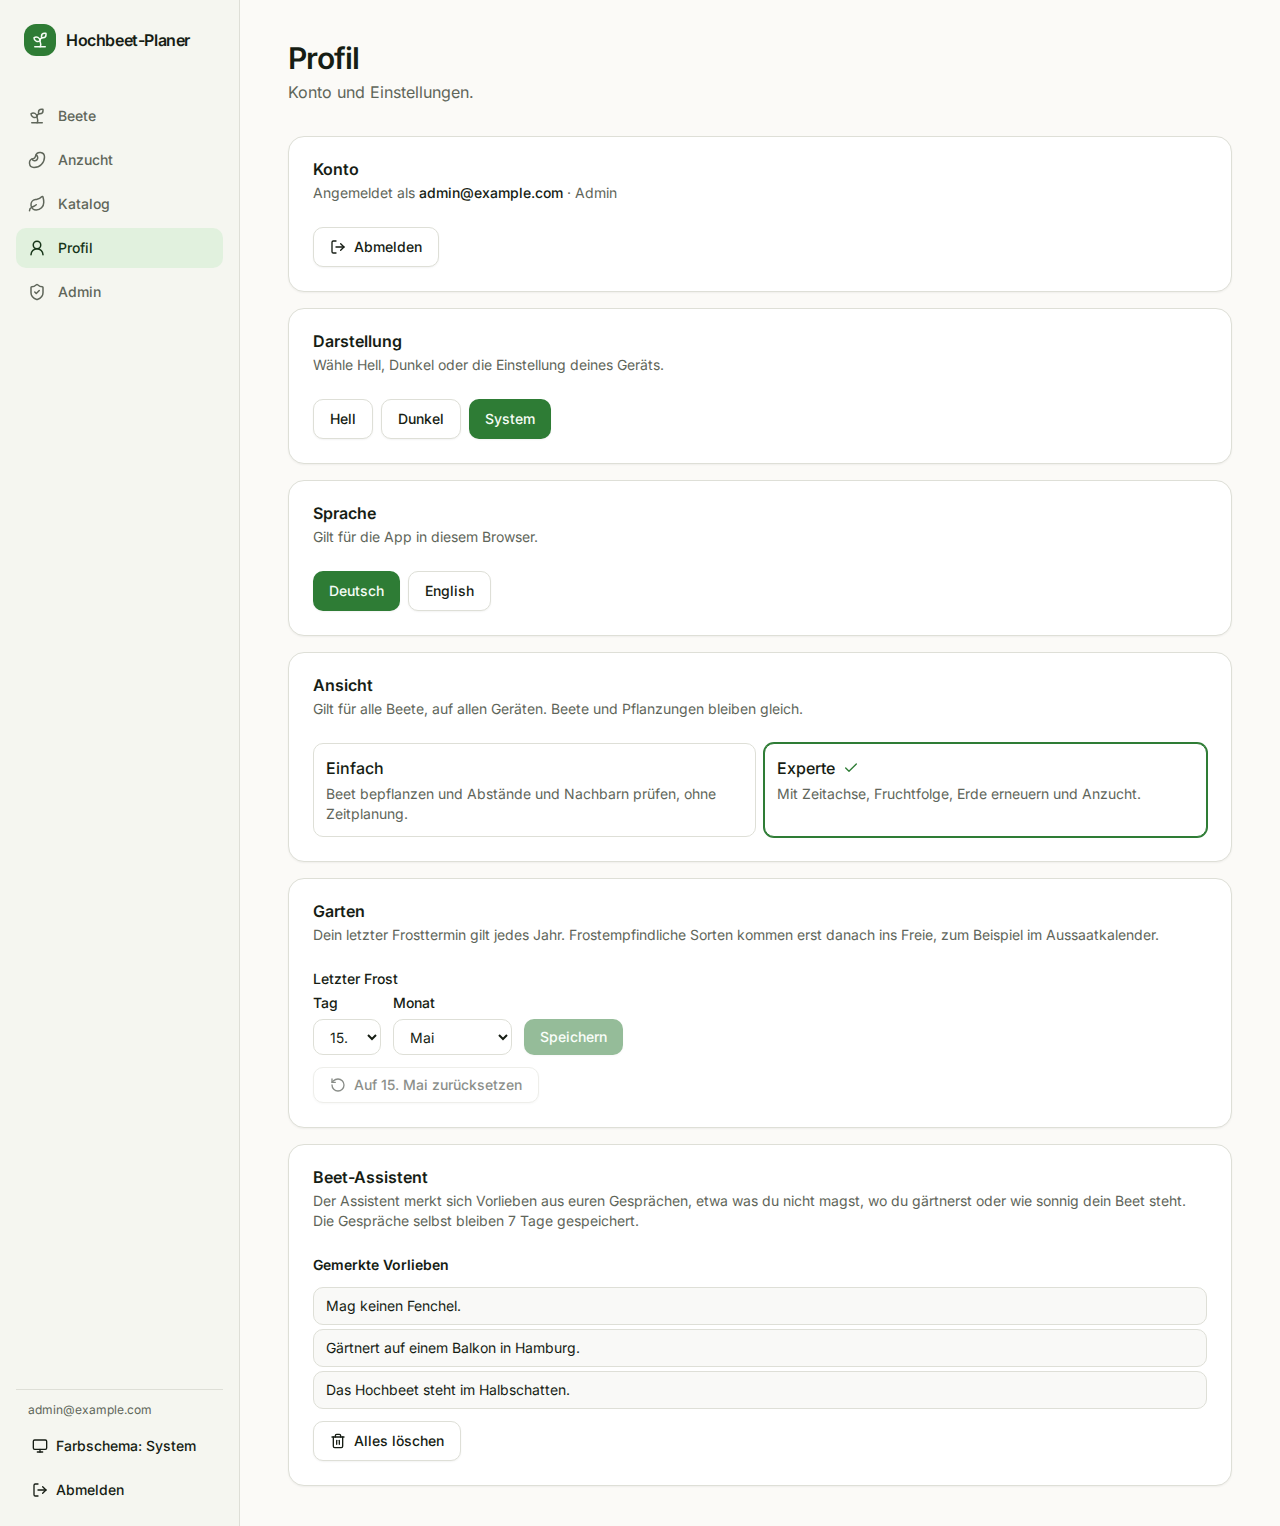 Hochbeet-Planer
Beete
Anzucht
Katalog
Profil
Admin
admin@example.com
Farbschema: System
Abmelden
Profil
Konto und Einstellungen.
Konto
Angemeldet als admin@example.com · Admin
Abmelden
Darstellung
Wähle Hell, Dunkel oder die Einstellung deines Geräts.
Hell Dunkel System
Sprache
Gilt für die App in diesem Browser.
Deutsch English
Ansicht
Gilt für alle Beete, auf allen Geräten. Beete und Pflanzungen bleiben gleich.
Einfach
Beet bepflanzen und Abstände und Nachbarn prüfen, ohne
Zeitplanung.
Experte
Mit Zeitachse, Fruchtfolge, Erde erneuern und Anzucht.
Garten
Dein letzter Frosttermin gilt jedes Jahr. Frostempfindliche Sorten kommen erst danach ins Freie, zum Beispiel im Aussaatkalender.
Letzter Frost
Tag Monat
15. Mai Speichern
Auf 15. Mai zurücksetzen
Beet-Assistent
Der Assistent merkt sich Vorlieben aus euren Gesprächen, etwa was du nicht magst, wo du gärtnerst oder wie sonnig dein Beet steht.
Die Gespräche selbst bleiben 7 Tage gespeichert.
Gemerkte Vorlieben
Mag keinen Fenchel.
Gärtnert auf einem Balkon in Hamburg.
Das Hochbeet steht im Halbschatten.
Alles löschen